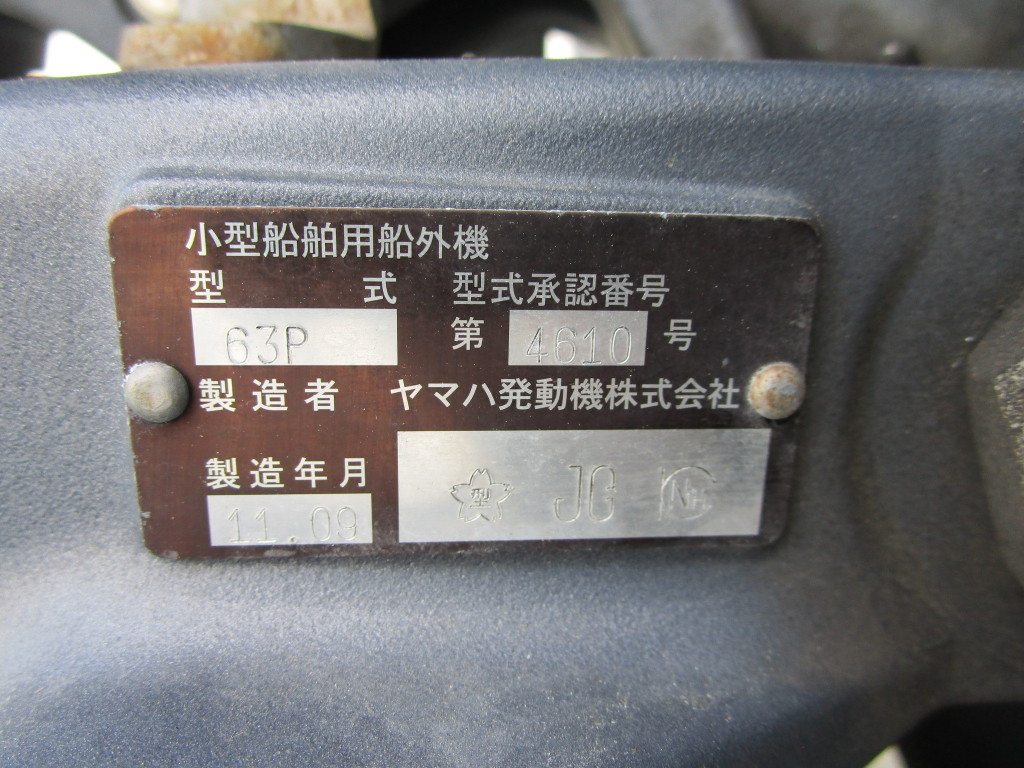 小型船舶用船外機
型式 型式承認番号
63P 第 4610 号
製造者 ヤマハ発動機株式会社
製造年月
11.09 型 JG